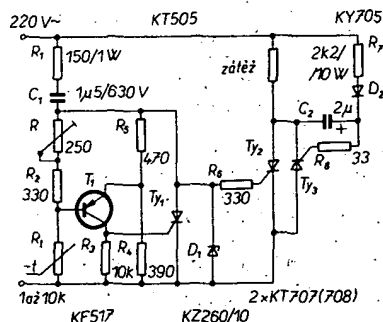 220 V~ KT505 KY705
R₁ 150/1W
zátěž
2k2/ /10 W R₇
C₁ 1μ5/630 V
D₂
R 250
R₅ 470
C₂ 2μ +
R₂ 330
T₁
Ty₁
Ty₂
R₆ 330
R₈ 33
Ty₃
R₁ -t
R₃ 10k
R₄ 390
D₁
1až 10k
KF517 KZ260/10 2×KT707(708)